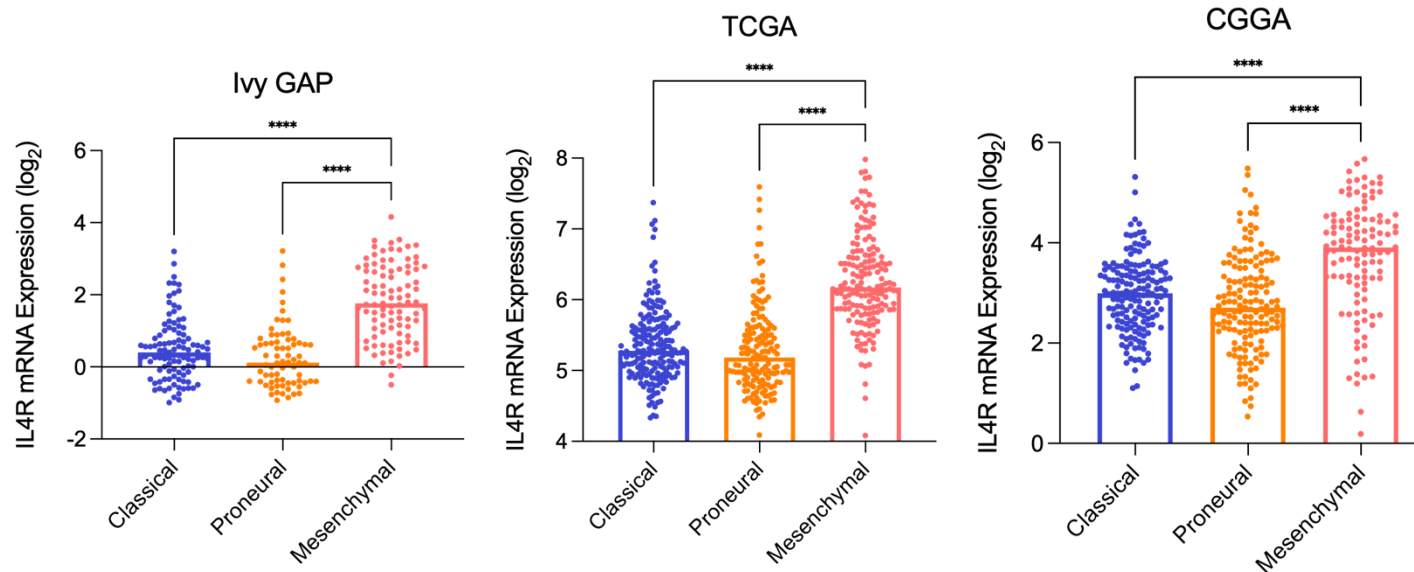 Ivy GAP
****
****
IL4R mRNA Expression (log2)
6
4
2
0
-2
Classical
Proneural
Mesenchymal
TCGA
****
****
IL4R mRNA Expression (log2)
8
7
6
5
4
Classical
Proneural
Mesenchymal
CGGA
****
****
IL4R mRNA Expression (log2)
6
4
2
0
Classical
Proneural
Mesenchymal